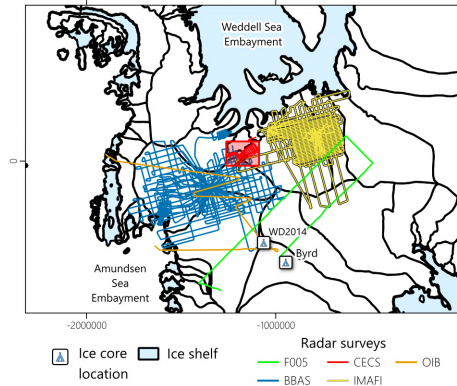 Weddell Sea
Embayment
0
WD2014
Byrd
Amundsen
Sea
Embayment
-2000000
-1000000
Ice core
location
Ice shelf
Radar surveys
F005
CECS
OIB
BBAS
IMAFI